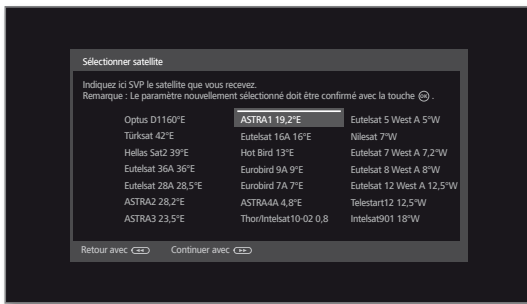 Sélectionner satellite
Indiquez ici SVP le satellite que vous recevez.
Remarque : Le paramètre nouvellement sélectionné doit être confirmé avec la touche OK .
Optus D1160°E ASTRA1 19,2°E Eutelsat 5 West A 5°W
Türksat 42°E Eutelsat 16A 16°E Nilesat 7°W
Hellas Sat2 39°E Hot Bird 13°E Eutelsat 7 West A 7,2°W
Eutelsat 36A 36°E Eurobird 9A 9°E Eutelsat 8 West A 8°W
Eutelsat 28A 28,5°E Eurobird 7A 7°E Eutelsat 12 West A 12,5°W
ASTRA2 28,2°E ASTRA4A 4,8°E Telestart12 12,5°W
ASTRA3 23,5°E Thor/Intelsat10-02 0,8 Intelsat901 18°W
Retour avec Continuer avec